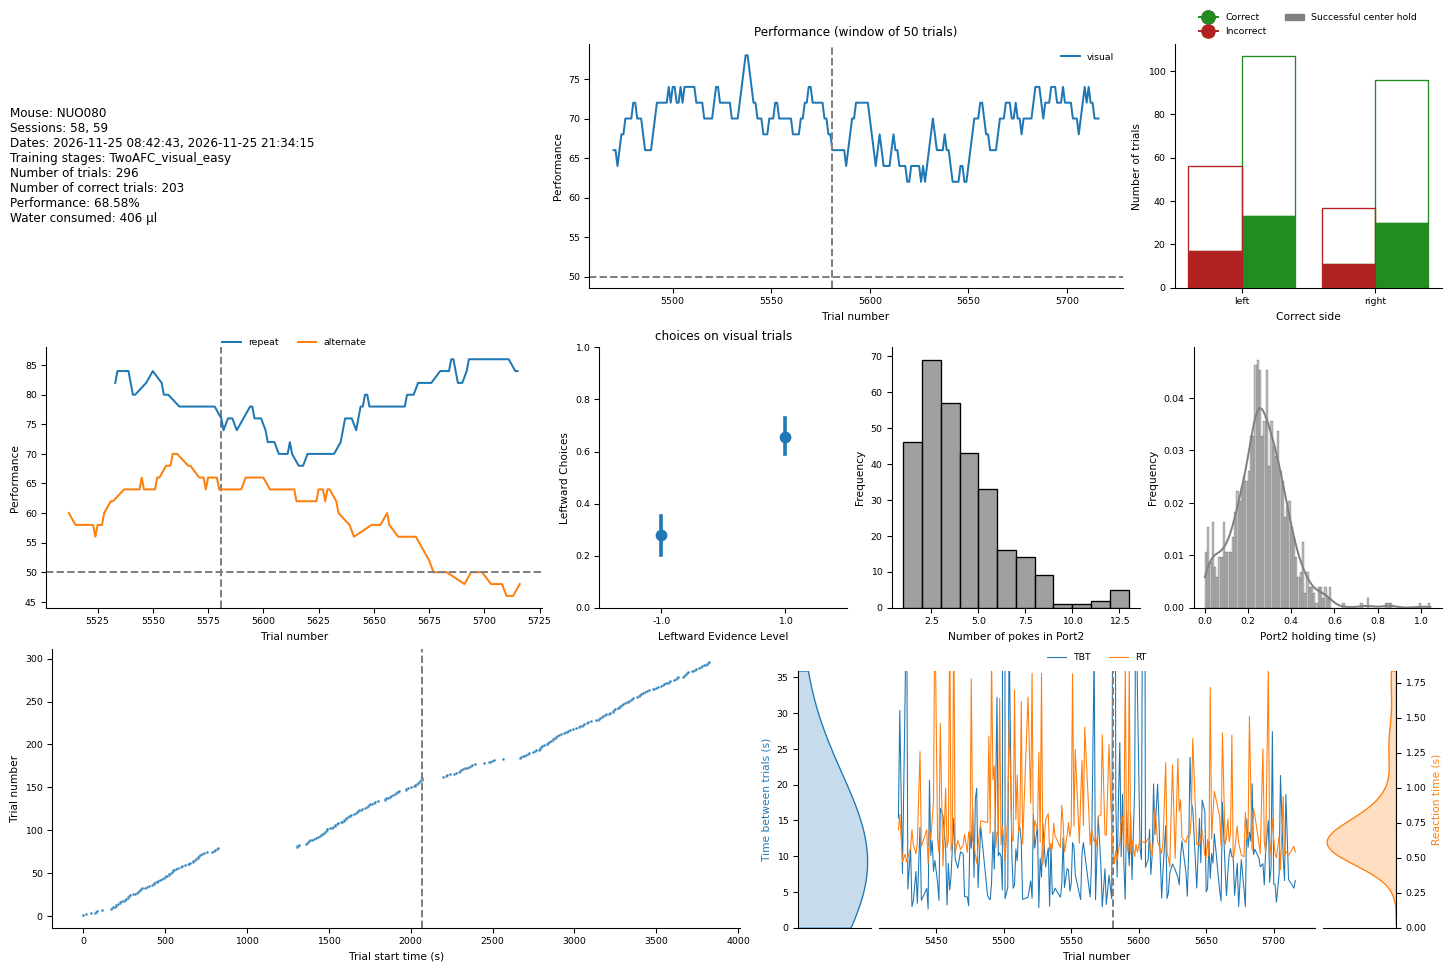 Mouse: NUO080
Sessions: 58, 59
Dates: 2026-11-25 08:42:43, 2026-11-25 21:34:15
Training stages: TwoAFC_visual_easy
Number of trials: 296
Number of correct trials: 203
Performance: 68.58%
Water consumed: 406 µl
Performance (window of 50 trials)
visual
Performance
75
70
65
60
55
50
5500
5550
5600
5650
5700
Trial number
Correct
Incorrect
Successful center hold
Number of trials
100
80
60
40
20
0
left
right
Correct side
repeat
alternate
Performance
85
80
75
70
65
60
55
50
45
5525
5550
5575
5600
5625
5650
5675
5700
5725
Trial number
choices on visual trials
Leftward Choices
1.0
0.8
0.6
0.4
0.2
0.0
-1.0
1.0
Leftward Evidence Level
Frequency
70
60
50
40
30
20
10
0
2.5
5.0
7.5
10.0
12.5
Number of pokes in Port2
Frequency
0.04
0.03
0.02
0.01
0.00
0.0
0.2
0.4
0.6
0.8
1.0
Port2 holding time (s)
Trial number
300
250
200
150
100
50
0
0
500
1000
1500
2000
2500
3000
3500
4000
Trial start time (s)
TBT
RT
Time between trials (s)
35
30
25
20
15
10
5
0
5450
5500
5550
5600
5650
5700
Trial number
1.75
1.50
1.25
1.00
0.75
0.50
0.25
0.00
Reaction time (s)